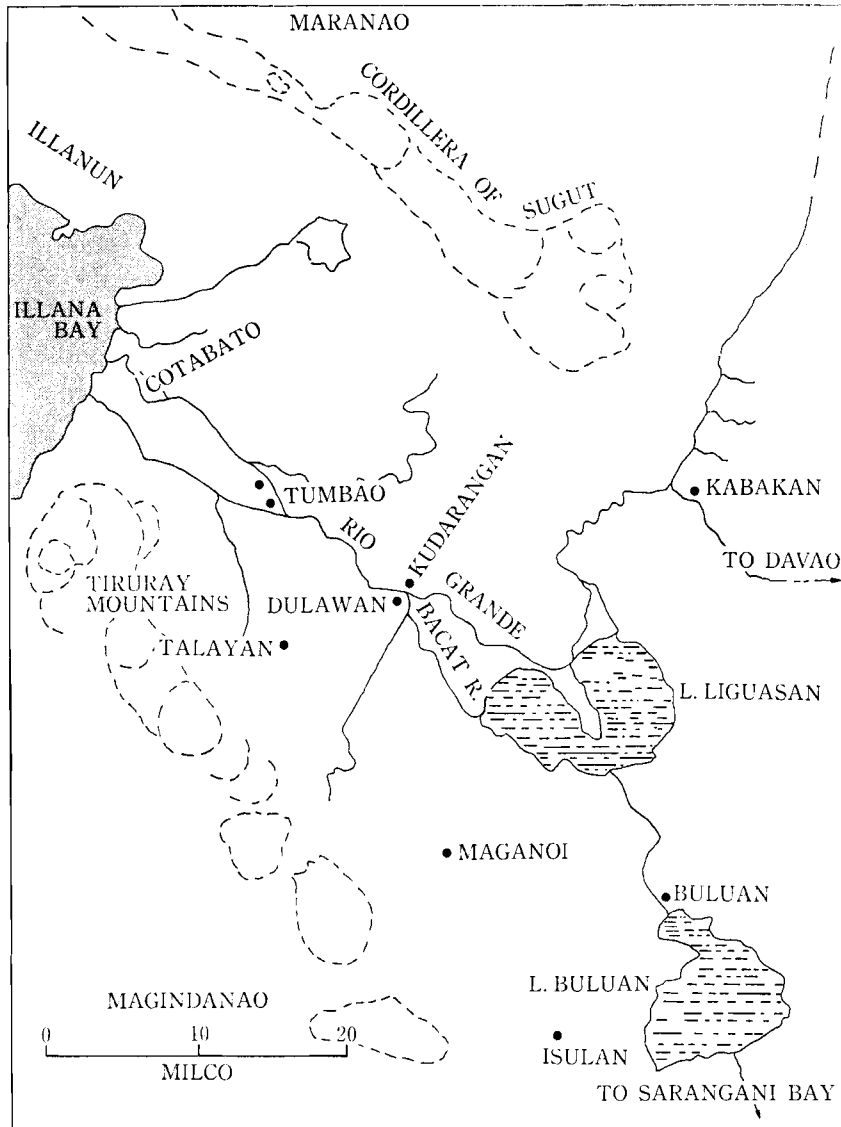 MARANAO
CORDILLERA OF
SUGUT
ILLANUN
ILLANA
BAY
COTABATO
TUMBÃO
KUDARANGAN
KABAKAN
RIO
GRANDE
TO DAVAO
TIRURAY
MOUNTAINS
DULAWAN
BACAT R.
TALAYAN
L. LIGUASAN
MAGANOI
BULUAN
L. BULUAN
MAGINDANAO
0 10 20
MILCO
ISULAN
TO SARANGANI BAY